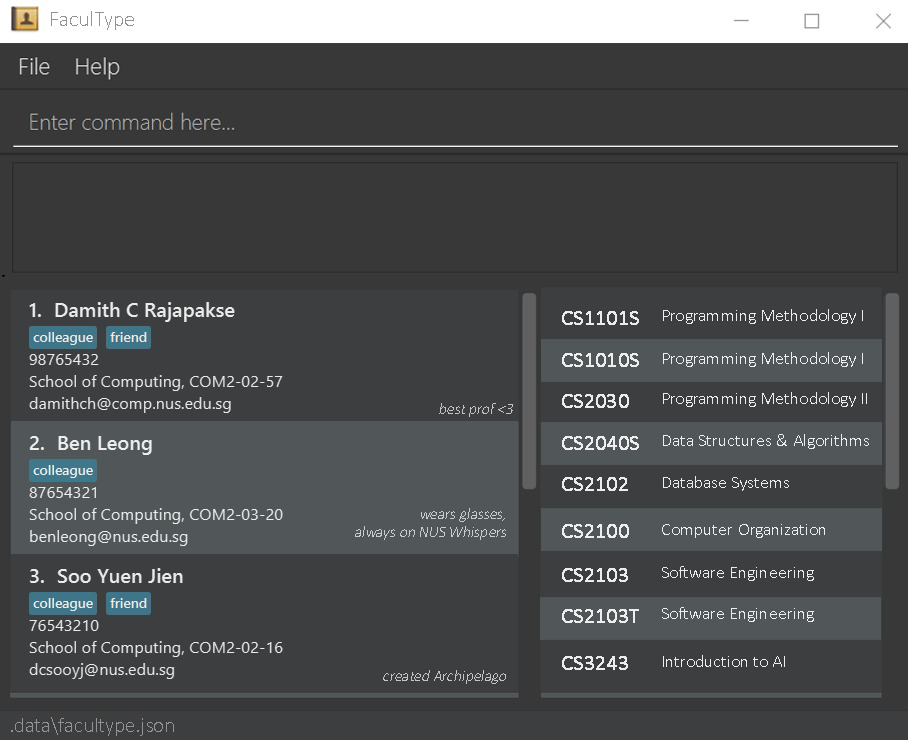 FaculType
File Help
Enter command here...
1. Damith C Rajapakse
colleague friend
98765432
School of Computing, COM2-02-57
damithch@comp.nus.edu.sg
best prof <3
2. Ben Leong
colleague
87654321
School of Computing, COM2-03-20
benleong@nus.edu.sg
wears glasses,
always on NUS Whispers
3. Soo Yuen Jien
colleague friend
76543210
School of Computing, COM2-02-16
dcsooyj@nus.edu.sg
created Archipelago
CS1101S Programming Methodology I
CS1010S Programming Methodology I
CS2030 Programming Methodology II
CS2040S Data Structures & Algorithms
CS2102 Database Systems
CS2100 Computer Organization
CS2103 Software Engineering
CS2103T Software Engineering
CS3243 Introduction to AI
.data\facultype.json